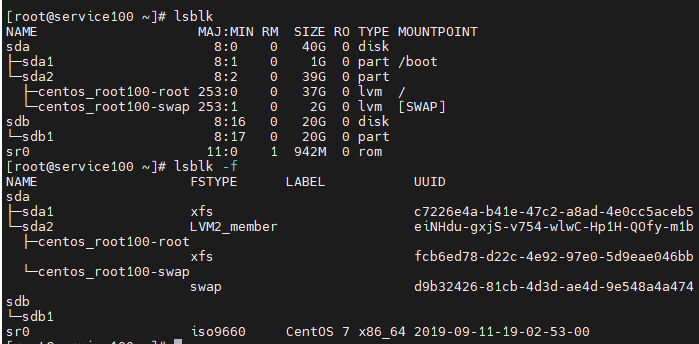 [root@service100 ~]# lsblk
NAME                     MAJ:MIN RM  SIZE RO TYPE MOUNTPOINT
sda                        8:0    0   40G  0 disk
├─sda1                     8:1    0    1G  0 part /boot
└─sda2                     8:2    0   39G  0 part
  ├─centos_root100-root  253:0    0   37G  0 lvm  /
  └─centos_root100-swap  253:1    0    2G  0 lvm  [SWAP]
sdb                        8:16   0   20G  0 disk
└─sdb1                     8:17   0   20G  0 part
sr0                       11:0    1  942M  0 rom
[root@service100 ~]# lsblk -f
NAME                    FSTYPE      LABEL           UUID
sda
├─sda1                  xfs                         c7226e4a-b41e-47c2-a8ad-4e0cc5aceb5
└─sda2                  LVM2_member                 eiNHdu-gxjS-v754-wlwC-Hp1H-QOfy-m1b
  ├─centos_root100-root
                        xfs                         fcb6ed78-d22c-4e92-97e0-5d9eae046bb
  └─centos_root100-swap
                        swap                        d9b32426-81cb-4d3d-ae4d-9e548a4a474
sdb
└─sdb1
sr0                     iso9660     CentOS 7 x86_64 2019-09-11-19-02-53-00
[root@service100 ~]#